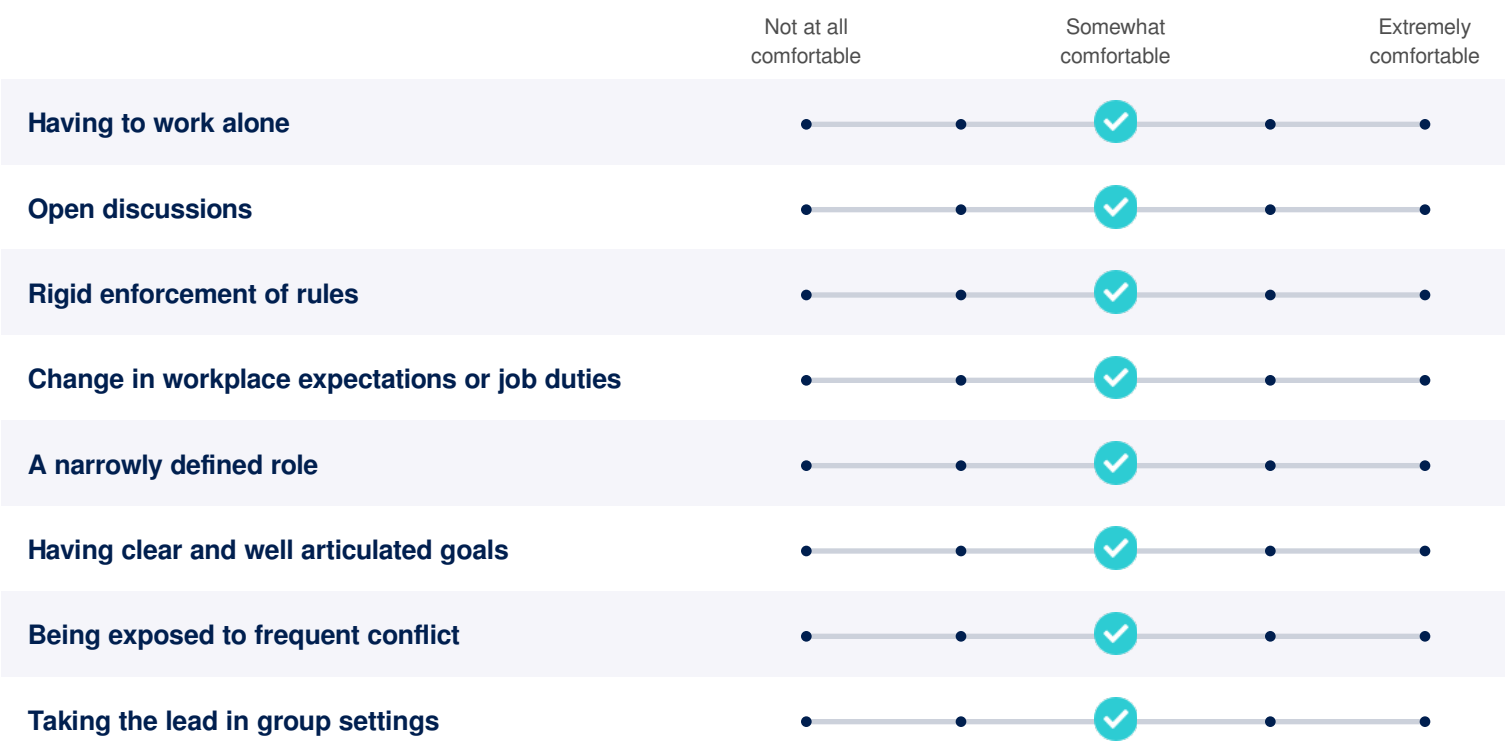 Not at all
comfortable
Somewhat
comfortable
Extremely
comfortable
Having to work alone
Open discussions
Rigid enforcement of rules
Change in workplace expectations or job duties
A narrowly defined role
Having clear and well articulated goals
Being exposed to frequent conflict
Taking the lead in group settings